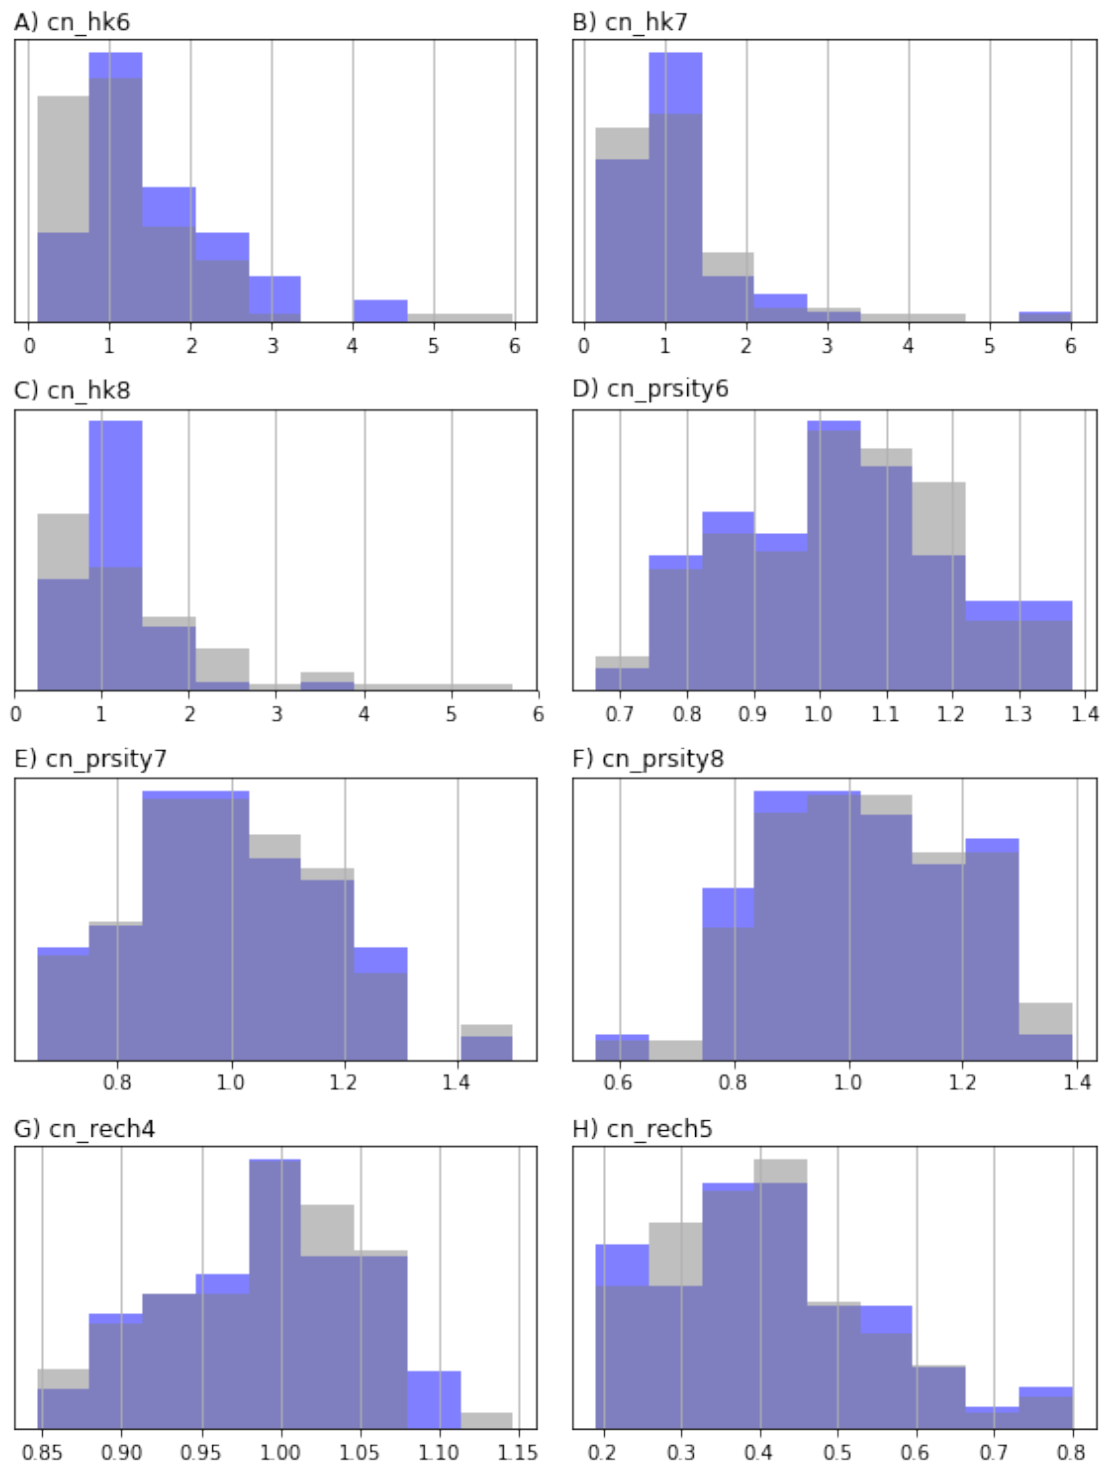 A) cn_hk6
0 1 2 3 4 5 6
B) cn_hk7
0 1 2 3 4 5 6
C) cn_hk8
0 1 2 3 4 5 6
D) cn_prsity6
0.7 0.8 0.9 1.0 1.1 1.2 1.3 1.4
E) cn_prsity7
0.8 1.0 1.2 1.4
F) cn_prsity8
0.6 0.8 1.0 1.2 1.4
G) cn_rech4
0.85 0.90 0.95 1.00 1.05 1.10 1.15
H) cn_rech5
0.2 0.3 0.4 0.5 0.6 0.7 0.8